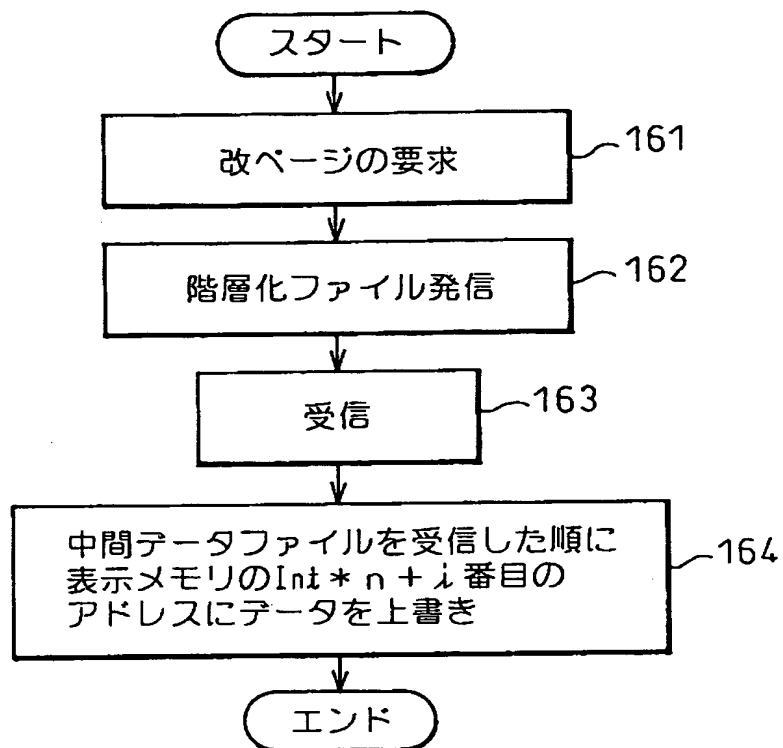 スタート
改ページの要求
161
階層化ファイル発信
162
受信
163
中間データファイルを受信した順に
表示メモリのInt * n + i 番目の
アドレスにデータを上書き
164
エンド